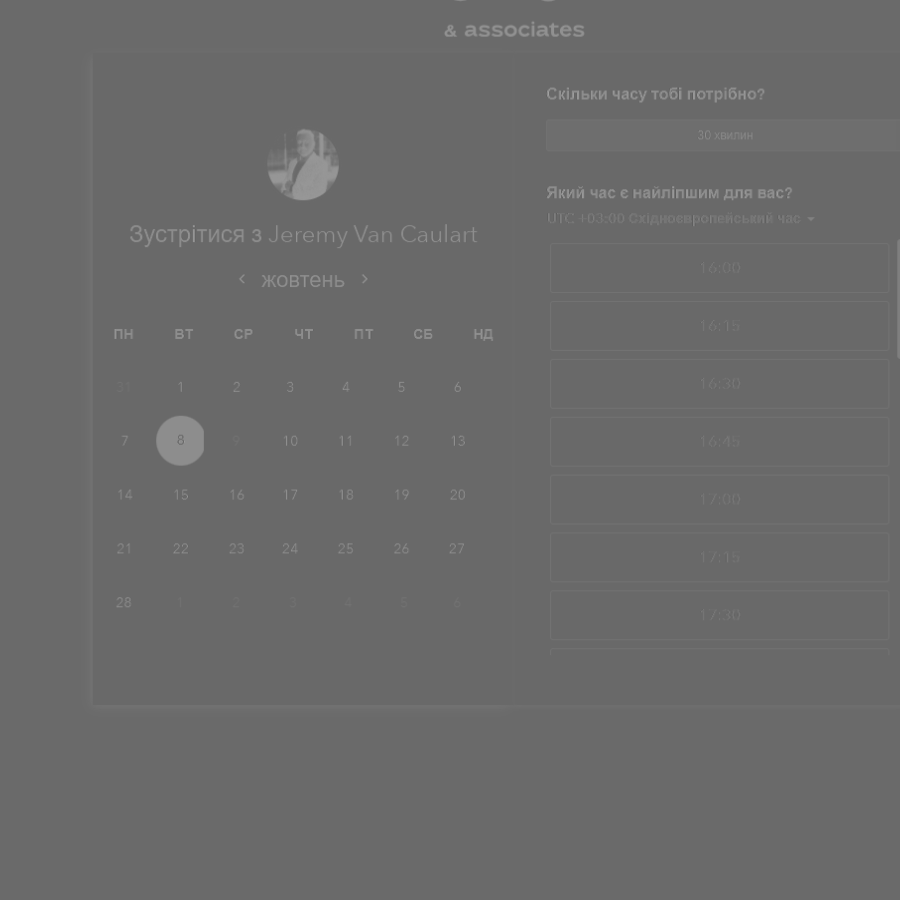 & associates
Зустрітися з Jeremy Van Caulart
жовтень
ПН ВТ СР ЧТ ПТ СБ НД
31 1 2 3 4 5 6
7 8 9 10 11 12 13
14 15 16 17 18 19 20
21 22 23 24 25 26 27
28 1 2 3 4 5 6
Скільки часу тобі потрібно?
30 хвилин
Який час є найліпшим для вас?
UTC +03:00 Східноєвропейський час
16:00
16:15
16:30
16:45
17:00
17:15
17:30